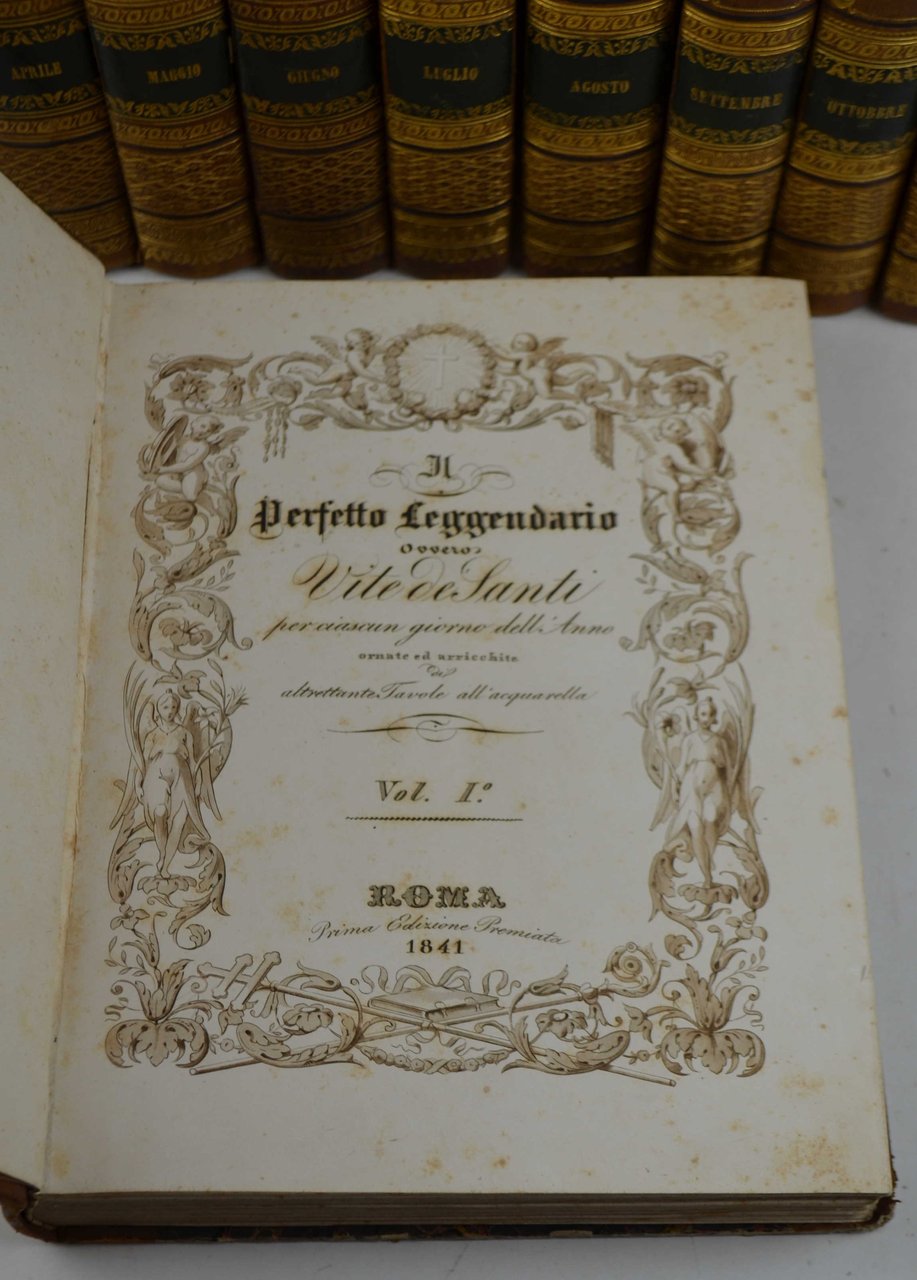 APRILE
MAGGIO
GIUGNO
LUGLIO
AGOSTO
SETTENBRE
OTTOBRE
Il
Perfetto Leggendario
Ovvero
Vite de Santi
per ciascun giorno dell'Anno
ornate ed arricchite
di
altrettante Tavole all'acquarella
Vol. I.º
ROMA
Prima Edizione Premiata
1841